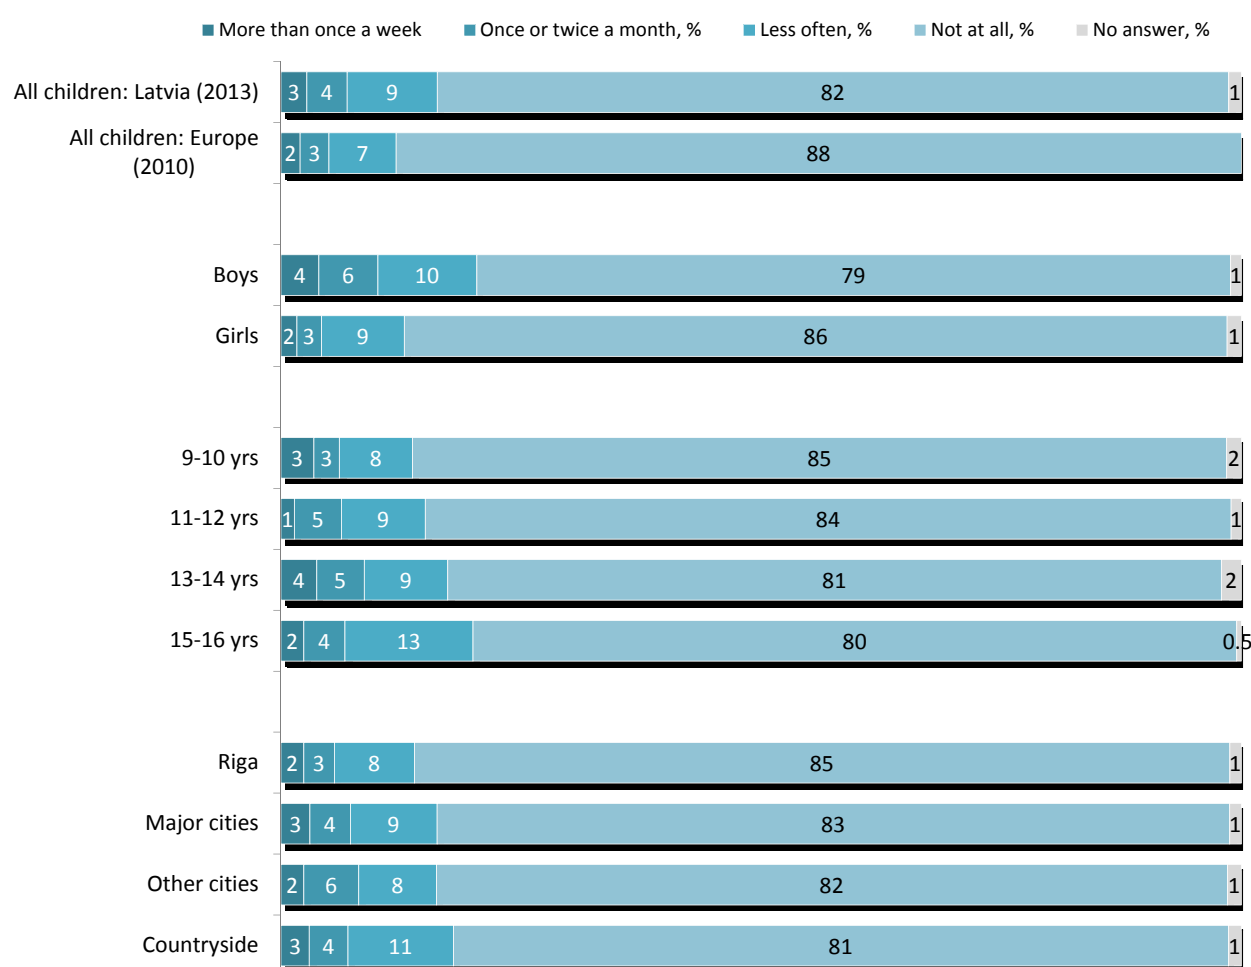 More than once a week Once or twice a month, % Less often, % Not at all, % No answer, %
All children: Latvia (2013) 3 4 9 82 1
All children: Europe
(2010) 2 3 7 88
Boys 4 6 10 79 1
Girls 2 3 9 86 1
9-10 yrs 3 3 8 85 2
11-12 yrs 1 5 9 84 1
13-14 yrs 4 5 9 81 2
15-16 yrs 2 4 13 80 0.5
Riga 2 3 8 85 1
Major cities 3 4 9 83 1
Other cities 2 6 8 82 1
Countryside 3 4 11 81 1